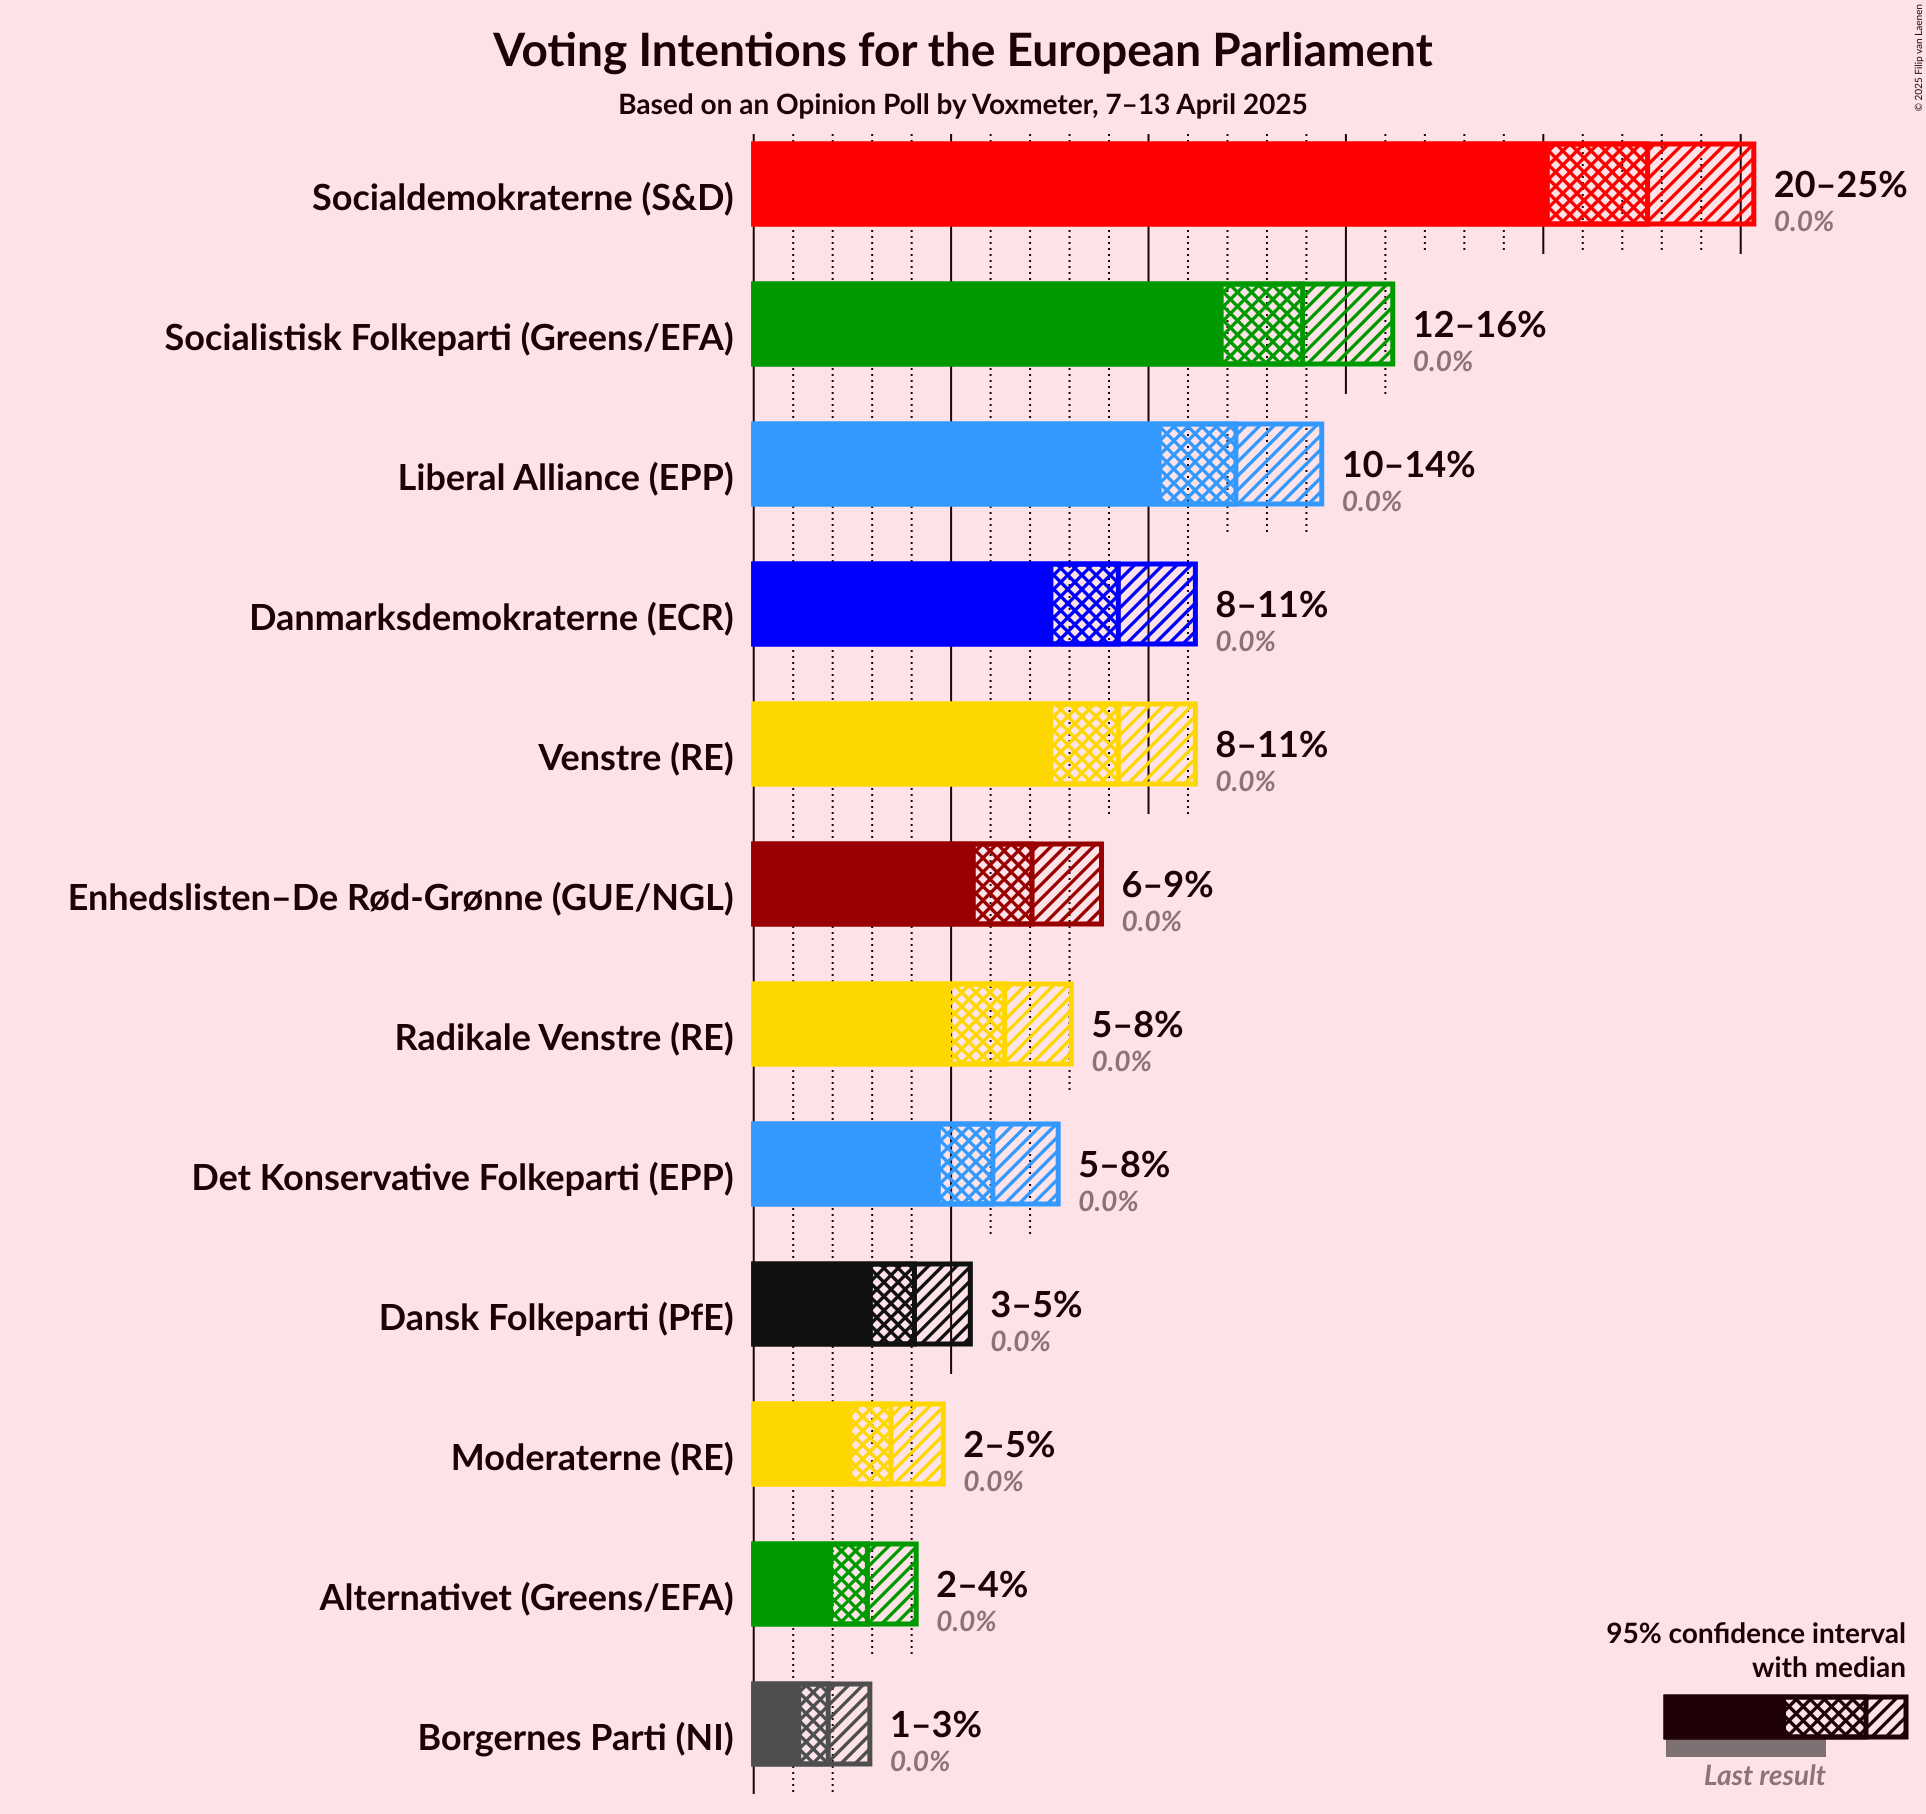 Voting Intentions for the European Parliament
Based on an Opinion Poll by Voxmeter, 7–13 April 2025
© 2025 Filip van Laenen
Socialdemokraterne (S&D)
20–25%
0.0%
Socialistisk Folkeparti (Greens/EFA)
12–16%
0.0%
Liberal Alliance (EPP)
10–14%
0.0%
Danmarksdemokraterne (ECR)
8–11%
0.0%
Venstre (RE)
8–11%
0.0%
Enhedslisten–De Rød-Grønne (GUE/NGL)
6–9%
0.0%
Radikale Venstre (RE)
5–8%
0.0%
Det Konservative Folkeparti (EPP)
5–8%
0.0%
Dansk Folkeparti (PfE)
3–5%
0.0%
Moderaterne (RE)
2–5%
0.0%
Alternativet (Greens/EFA)
2–4%
0.0%
Borgernes Parti (NI)
1–3%
0.0%
95% confidence interval
with median
Last result